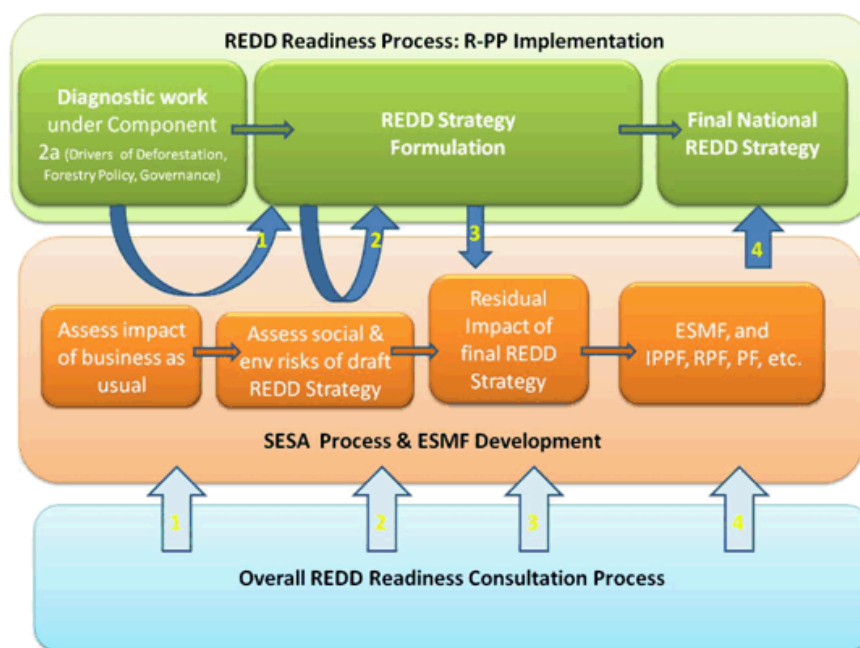 REDD Readiness Process: R-PP Implementation
Diagnostic work
under Component
2a (Drivers of Deforestation,
Forestry Policy, Governance)
REDD Strategy
Formulation
Final National
REDD Strategy
1
2
3
4
Assess impact
of business as
usual
Assess social &
env risks of draft
REDD Strategy
Residual
Impact of
final REDD
Strategy
ESMF, and
IPPF, RPF, PF, etc.
SESA Process & ESMF Development
1
2
3
4
Overall REDD Readiness Consultation Process